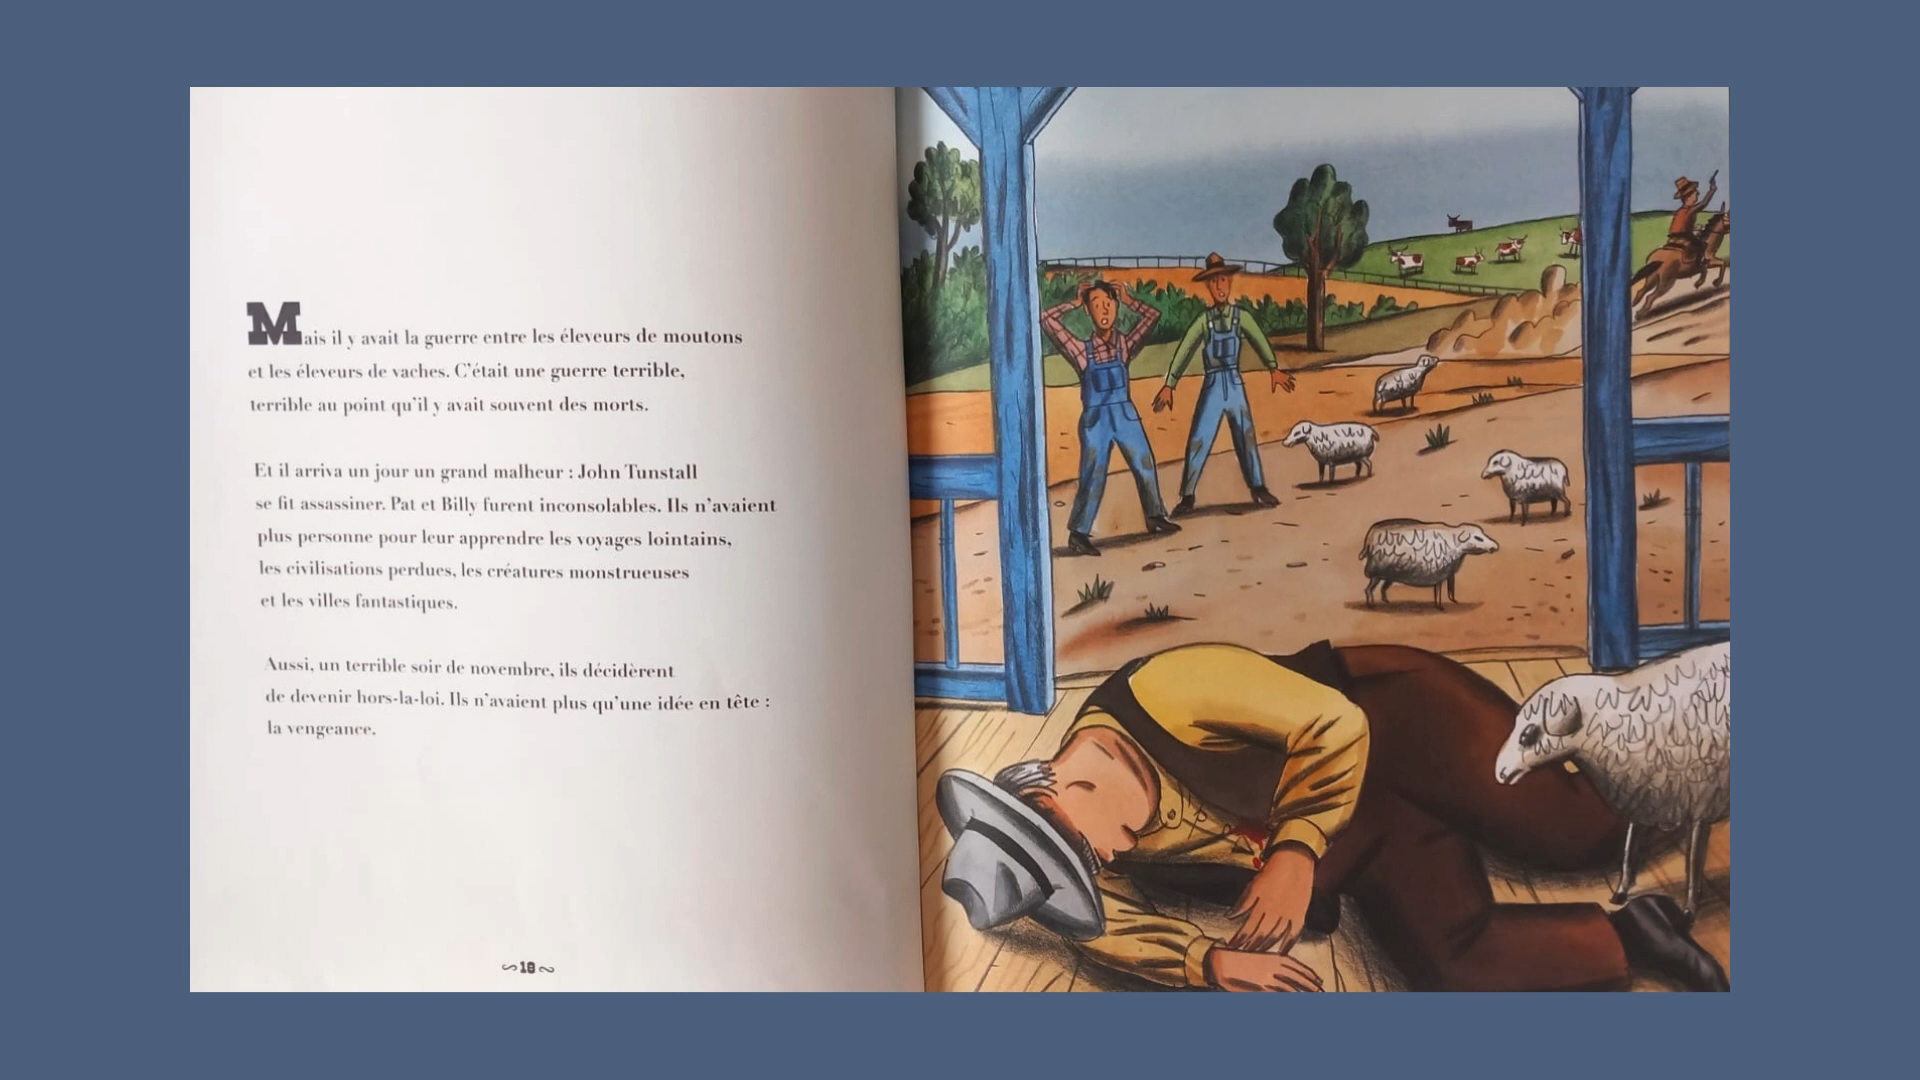 Mais il y avait la guerre entre les éleveurs de moutons
et les éleveurs de vaches. C'était une guerre terrible,
terrible au point qu'il y avait souvent des morts.
Et il arriva un jour un grand malheur : John Tunstall
se fit assassiner. Pat et Billy furent inconsolables. Ils n'avaient
plus personne pour leur apprendre les voyages lointains,
les civilisations perdues, les créatures monstrueuses
et les villes fantastiques.
Aussi, un terrible soir de novembre, ils décidèrent
de devenir hors-la-loi. Ils n'avaient plus qu'une idée en tête :
la vengeance.
18